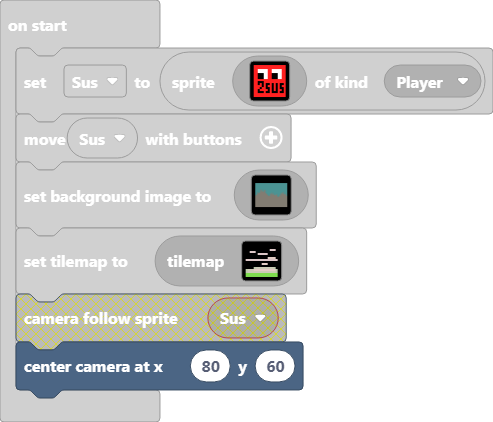 on start
set Sus to sprite 2sus of kind Player
move Sus with buttons
set background image to
set tilemap to tilemap
camera follow sprite Sus
center camera at x 80 y 60